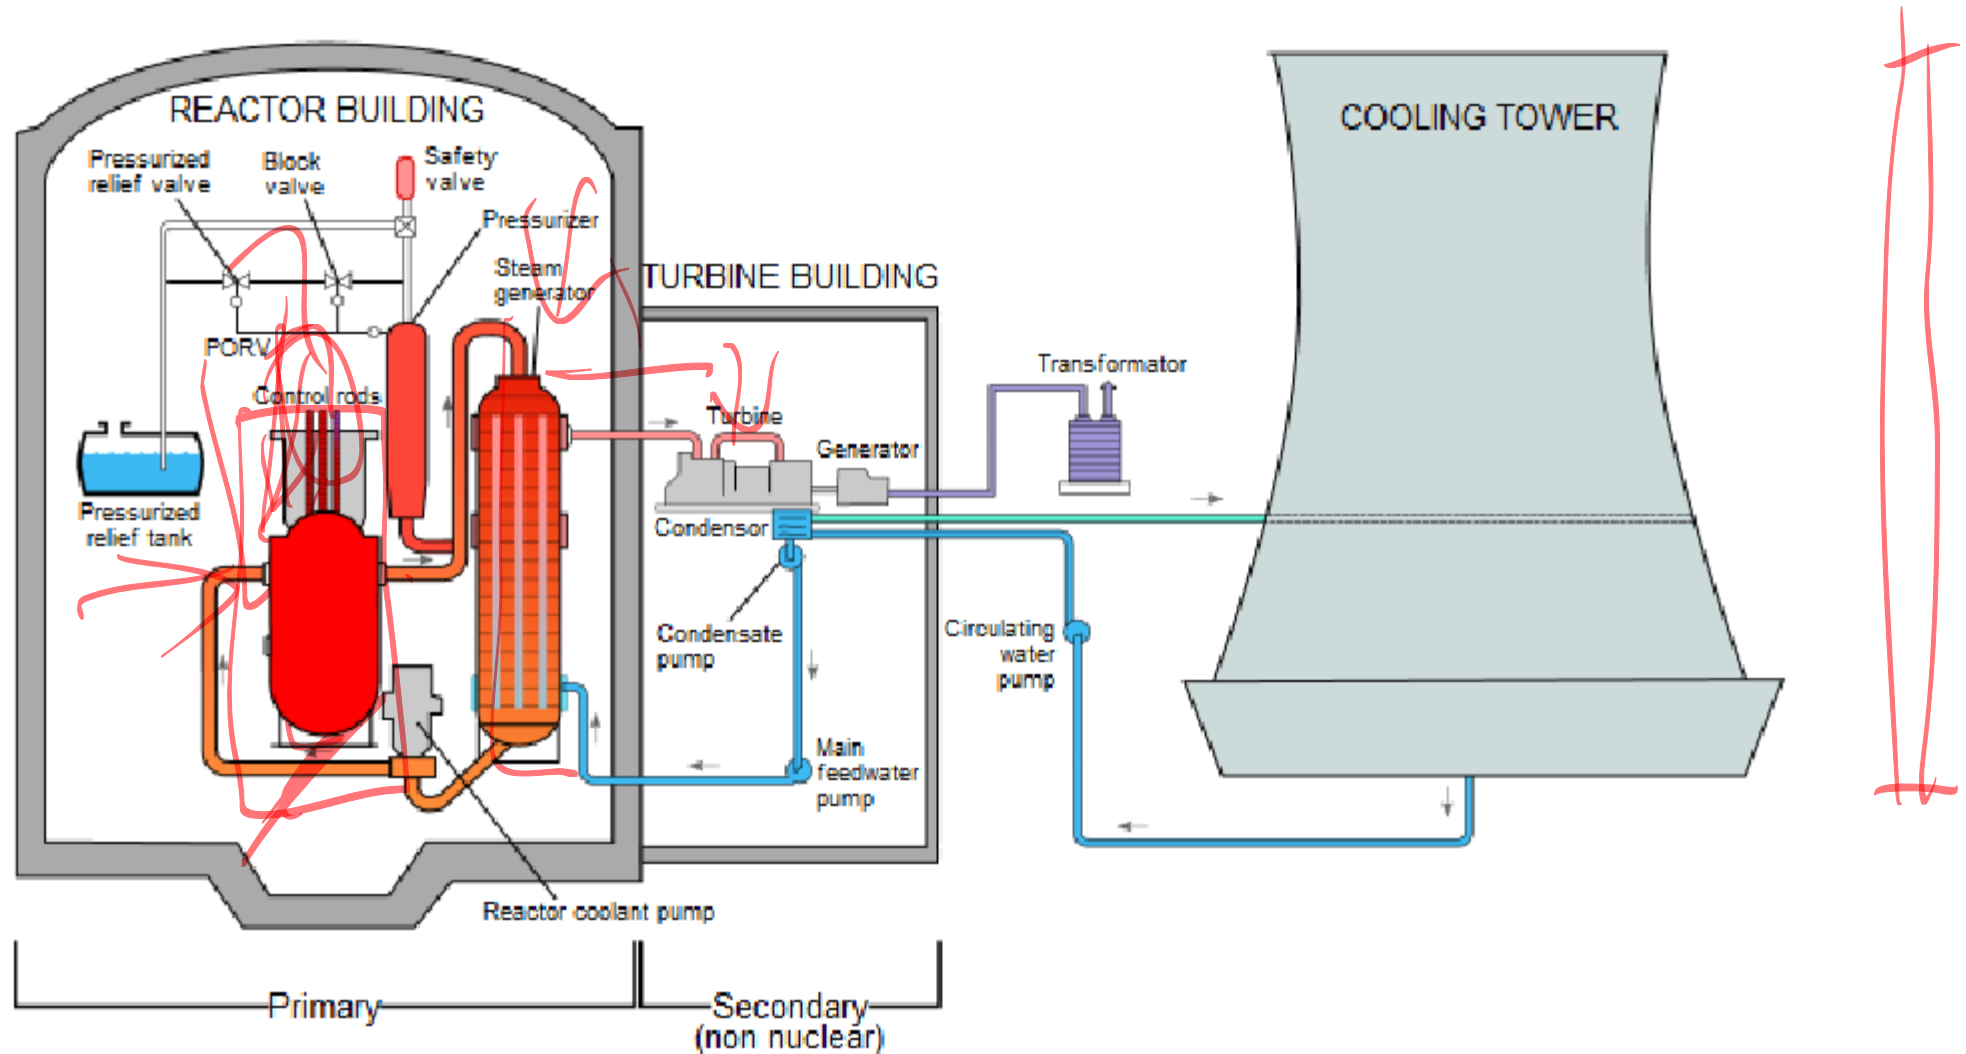 REACTOR BUILDING
Pressurized
relief valve
Block
valve
Safety
valve
Pressurizer
Steam
generator
PORV
Control rods
Pressurized
relief tank
Reactor coolant pump
TURBINE BUILDING
Turbine
Generator
Condensor
Condensate
pump
Main
feedwater
pump
Transformator
Circulating
water
pump
COOLING TOWER
Primary
Secondary
(non nuclear)